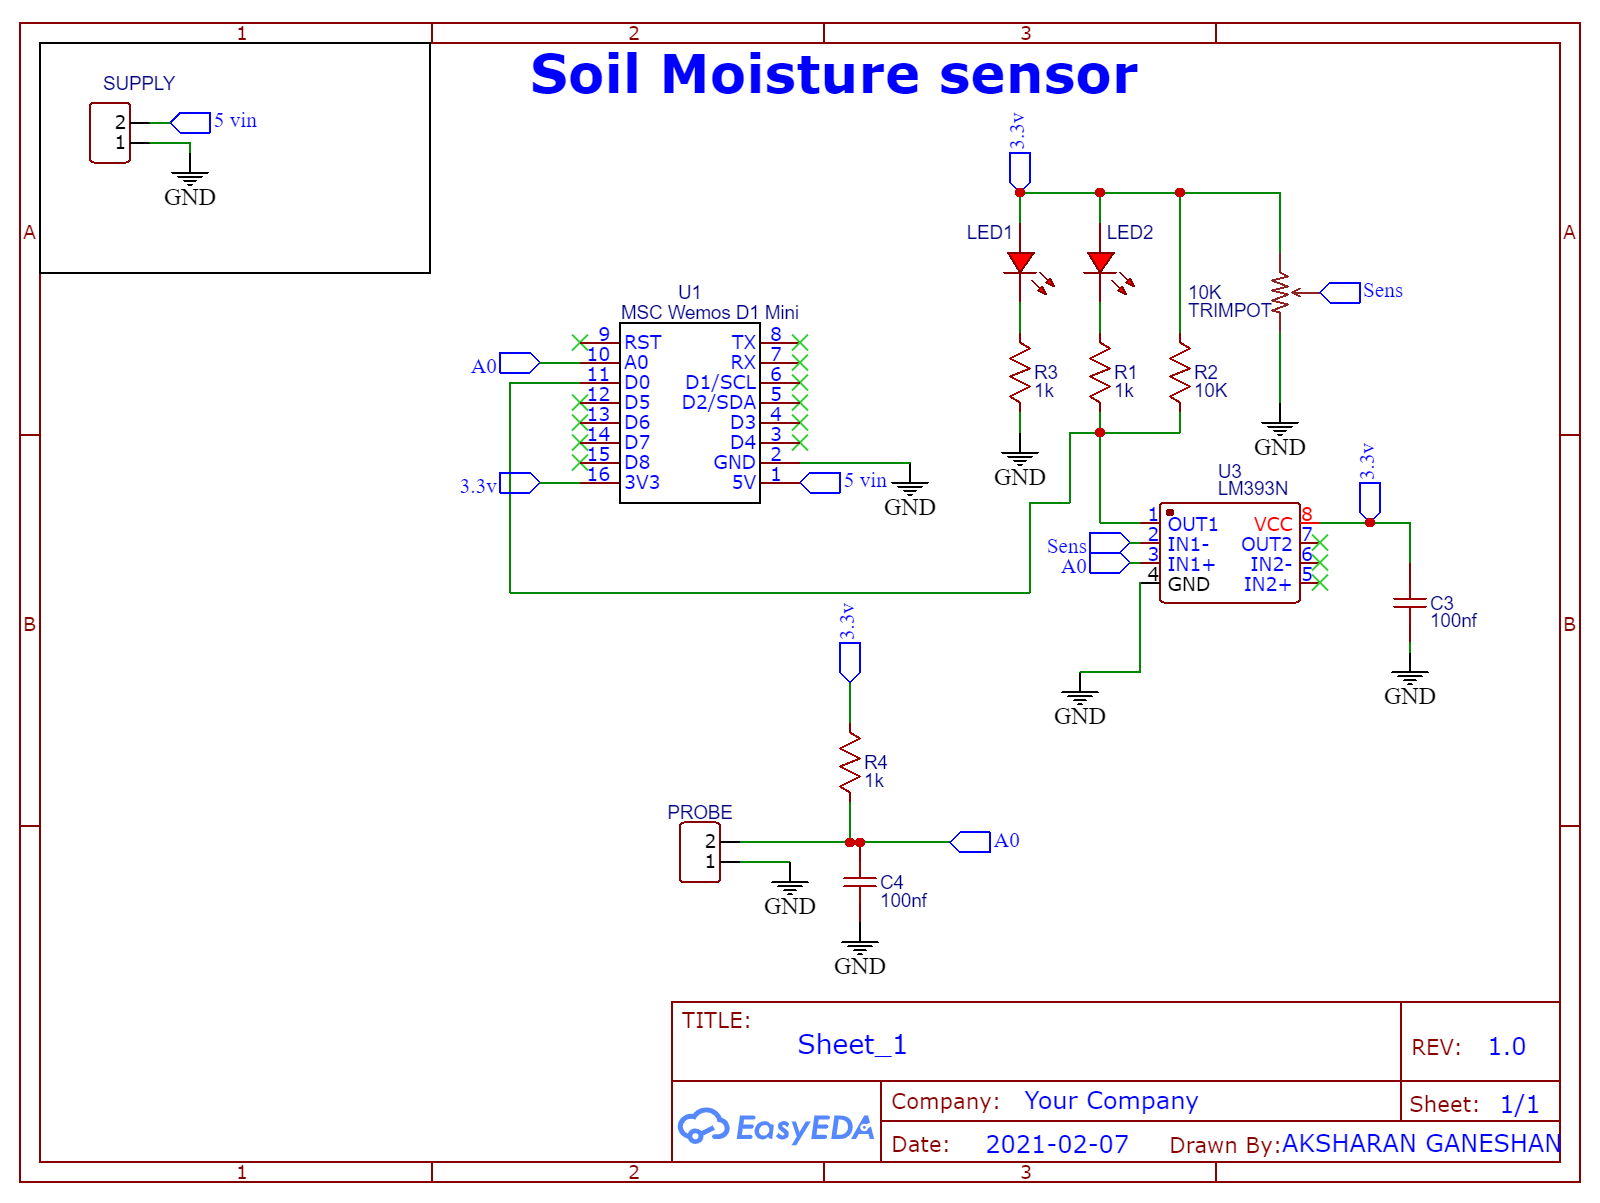 1 2 3
Soil Moisture sensor
SUPPLY
2
1
5 vin
GND
A
A
3.3v
LED1
LED2
10K
TRIMPOT
Sens
R3
1k
R1
1k
R2
10K
GND
GND
U1
MSC Wemos D1 Mini
9 RST TX 8
A0 10 A0 RX 7
11 D0 D1/SCL 6
12 D5 D2/SDA 5
13 D6 D3 4
14 D7 D4 3
15 D8 GND 2
3.3v 16 3V3 5V 1 5 vin
GND
U3
LM393N
3.3v
1 OUT1 VCC 8
Sens 2 IN1- OUT2 7
A0 3 IN1+ IN2- 6
4 GND IN2+ 5
C3
100nf
GND
GND
B
B
3.3v
R4
1k
PROBE
2
1
A0
GND
C4
100nf
GND
TITLE:
Sheet_1
REV: 1.0
EasyEDA
Company: Your Company
Sheet: 1/1
Date: 2021-02-07
Drawn By: AKSHARAN GANESHAN
1 2 3